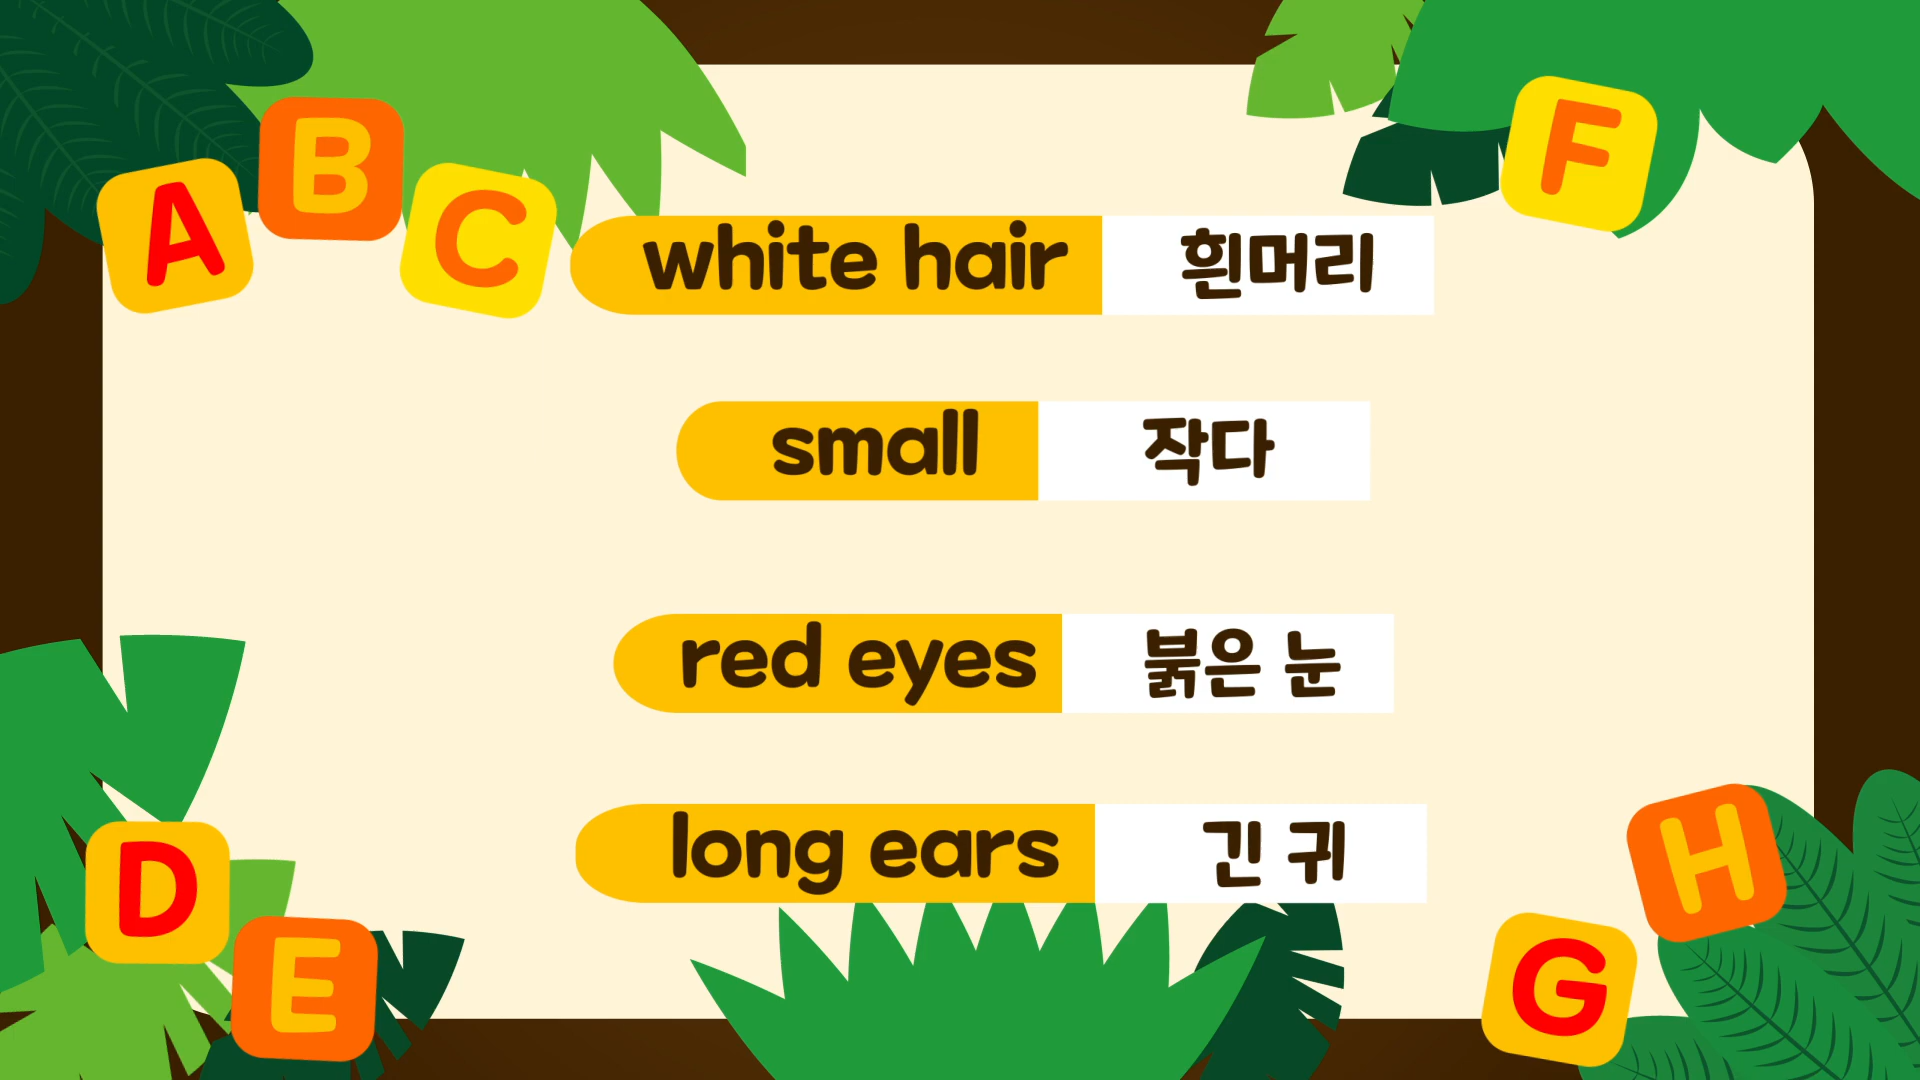 A B C
F
white hair 흰머리
small 작다
red eyes 붉은 눈
long ears 긴 귀
D
E
H
G